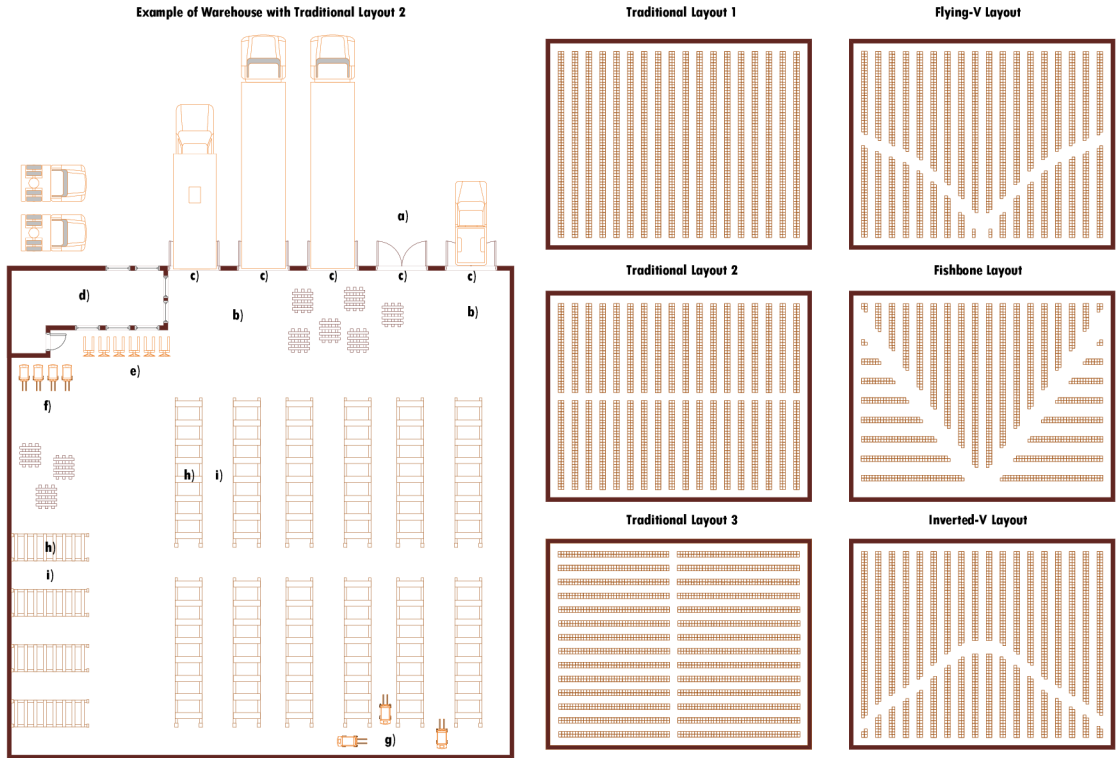 Example of Warehouse with Traditional Layout 2
Traditional Layout 1
Flying-V Layout
a)
c) c) c) c) c)
d)
b) b)
Traditional Layout 2
Fishbone Layout
e)
f)
h) i)
h)
i)
Traditional Layout 3
Inverted-V Layout
g)